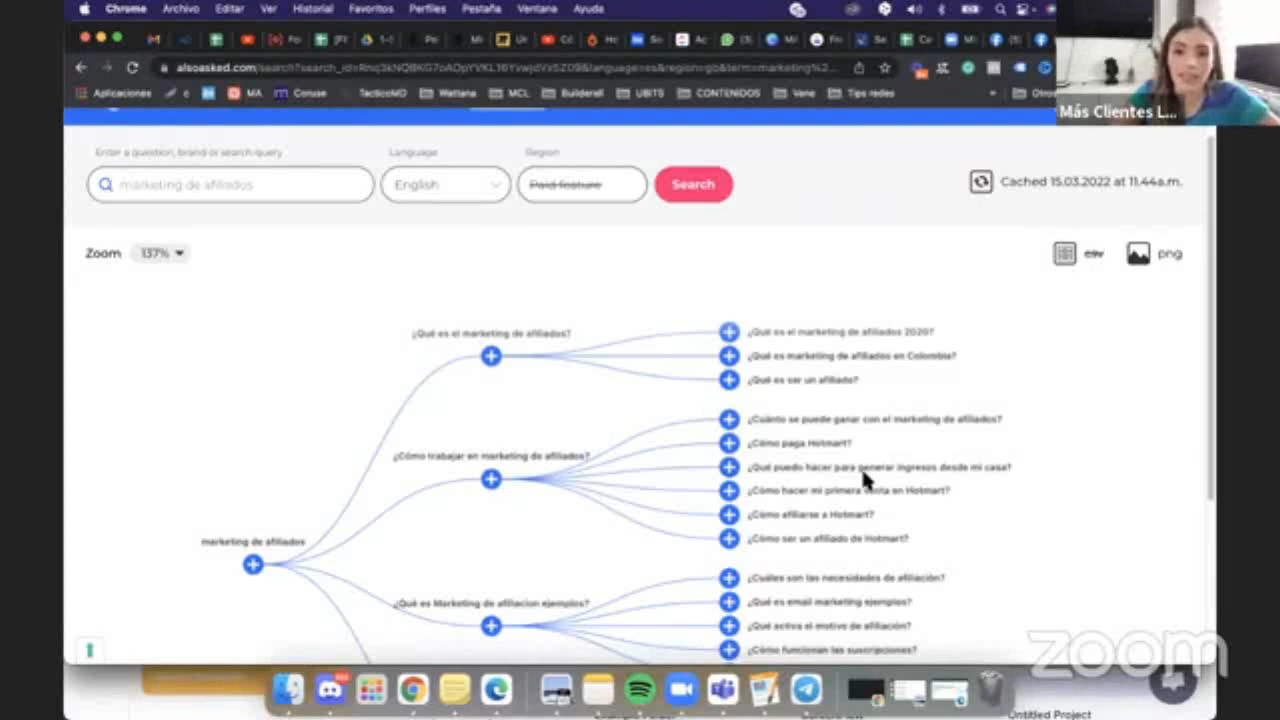 Chrome Archivo Editar Ver Historial Favoritos Perfiles Pestaña Ventana Ayuda
Más Clientes L...
Aplicaciones MA Coruse TacticoMD Wattana MCL Builderall UBITS CONTENIDOS Vane Tips redes Otros
Enter a question, brand or search query Language Region
marketing de afiliados English Paid feature Search Cached 15.03.2022 at 11.44a.m.
Zoom 137% csv png
¿Qué es el marketing de afiliados?
¿Qué es el marketing de afiliados 2020?
¿Qué es marketing de afiliados en Colombia?
¿Qué es ser un afiliado?
¿Cómo trabajar en marketing de afiliados?
¿Cuánto se puede ganar con el marketing de afiliados?
¿Cómo paga Hotmart?
¿Qué puedo hacer para generar ingresos desde mi casa?
¿Cómo hacer mi primera venta en Hotmart?
¿Cómo afiliarse a Hotmart?
¿Cómo ser un afiliado de Hotmart?
marketing de afiliados
¿Qué es Marketing de afiliacion ejemplos?
¿Cuáles son las necesidades de afiliación?
¿Qué es email marketing ejemplos?
¿Qué activa el motivo de afiliación?
¿Cómo funcionan las suscripciones?
zoom
Untitled Project